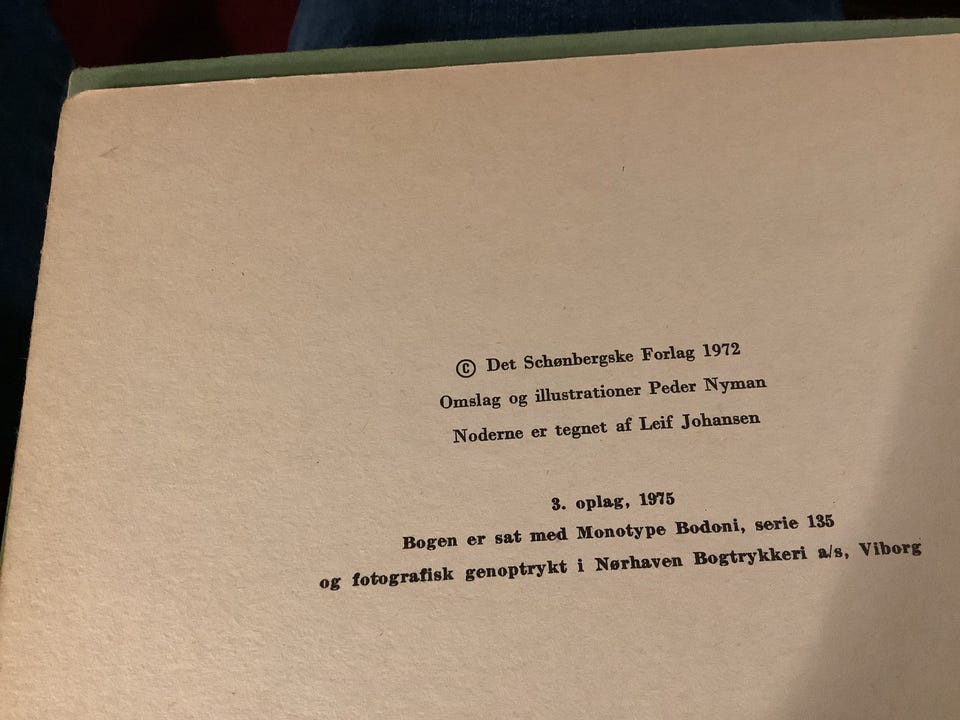 © Det Schønbergske Forlag 1972
Omslag og illustrationer Peder Nyman
Noderne er tegnet af Leif Johansen
3. oplag, 1975
Bogen er sat med Monotype Bodoni, serie 135
og fotografisk genoptrykt i Nørhaven Bogtrykkeri a/s, Viborg